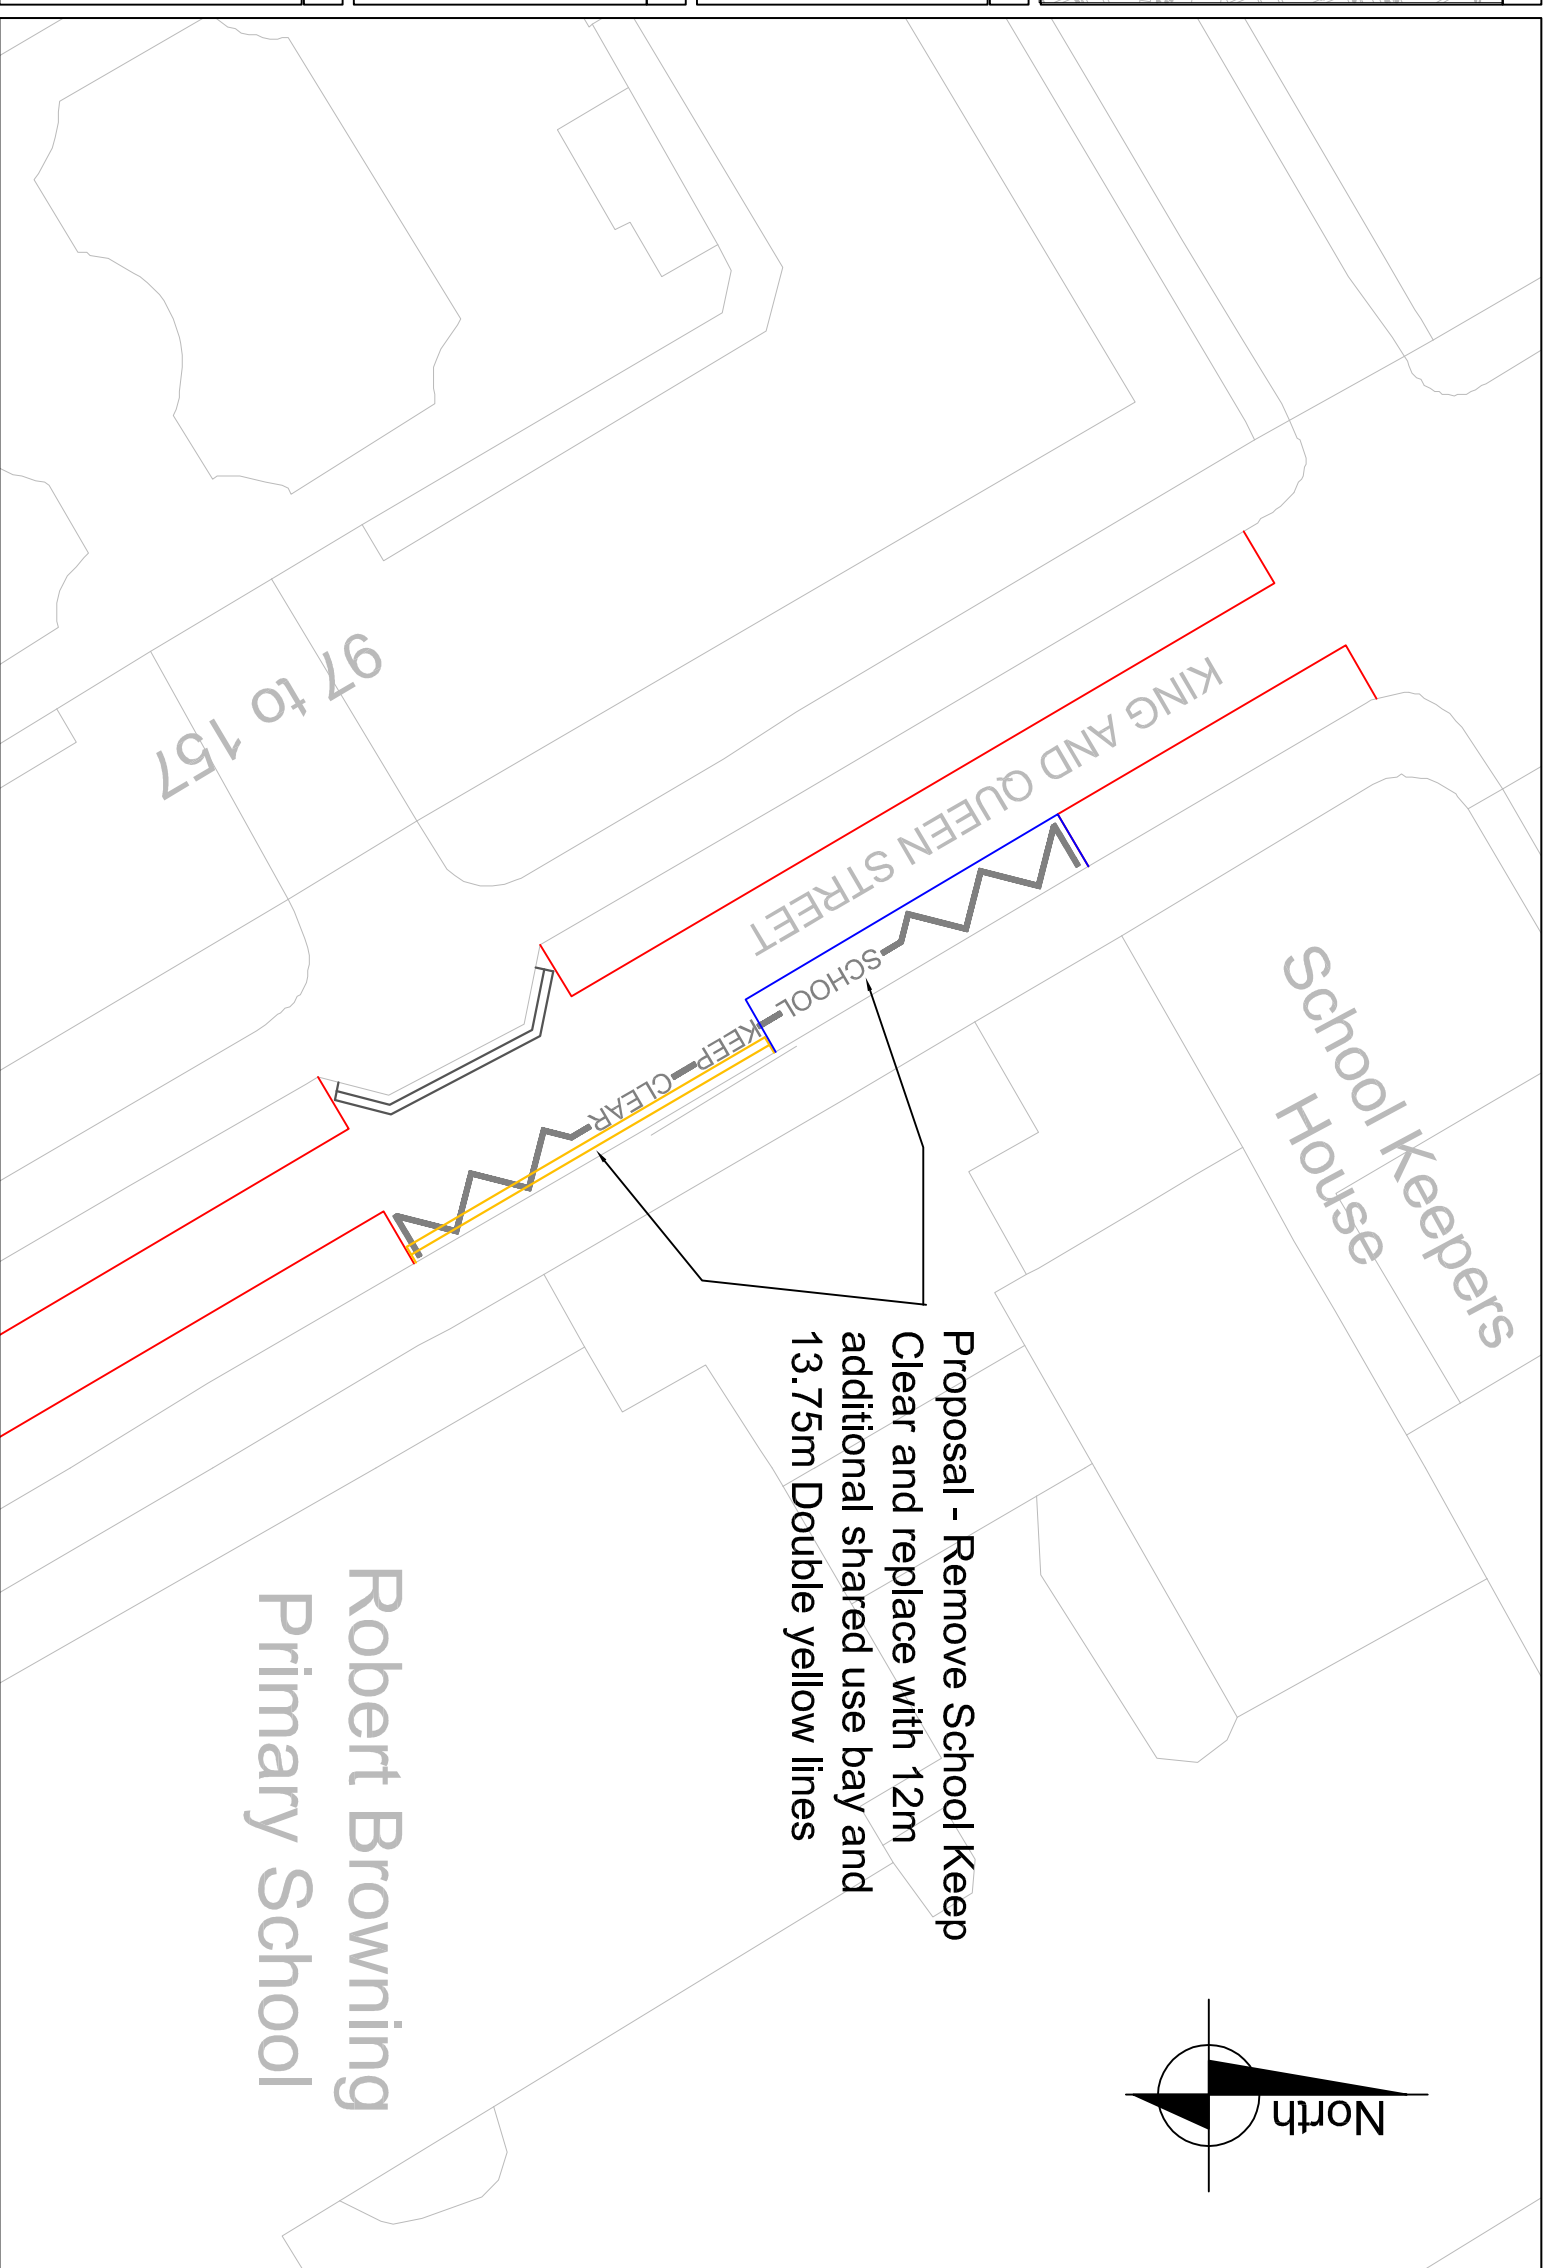 97 to 157
KING AND QUEEN STREET
SCHOOL KEEP CLEAR
School Keepers
House
Proposal - Remove School Keep
Clear and replace with 12m
additional shared use bay and
13.75m Double yellow lines
Robert Browning
Primary School
North